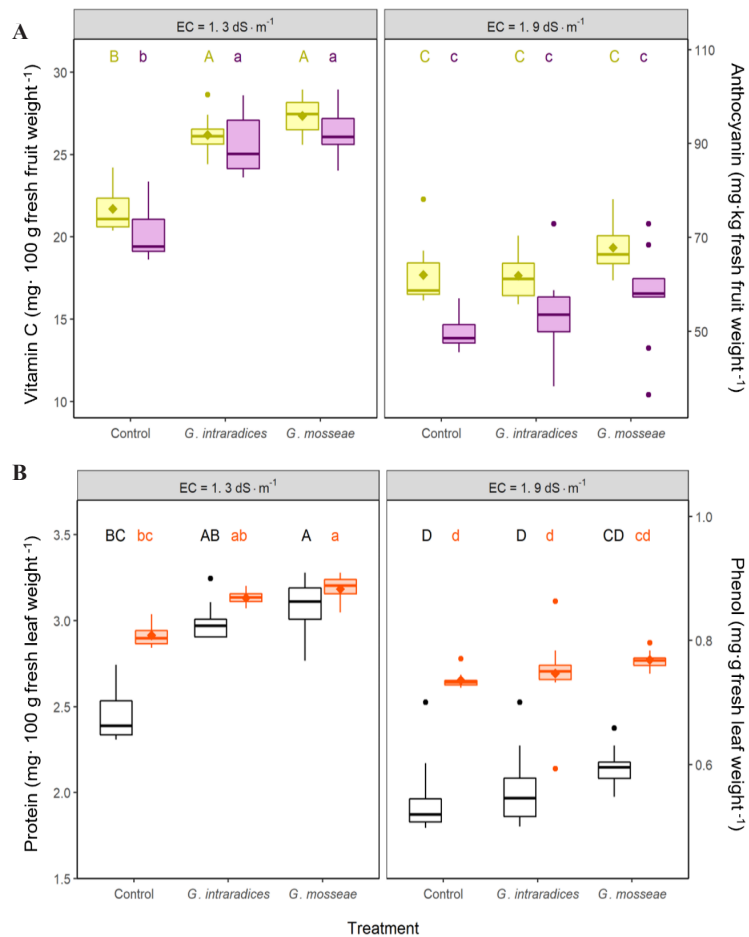 A
EC = 1. 3 dS · m⁻¹
EC = 1. 9 dS · m⁻¹
B b A a A a
C c C c C c
Vitamin C (mg· 100 g fresh fruit weight⁻¹)
30
25
20
15
10
110
90
70
50
Anthocyanin (mg·kg fresh fruit weight⁻¹)
Control G. intraradices G. mosseae
Control G. intraradices G. mosseae
B
EC = 1. 3 dS · m⁻¹
EC = 1. 9 dS · m⁻¹
BC bc AB ab A a
D d D d CD cd
Protein (mg· 100 g fresh leaf weight⁻¹)
3.5
3.0
2.5
2.0
1.5
1.0
0.8
0.6
Phenol (mg·g fresh leaf weight⁻¹)
Control G. intraradices G. mosseae
Control G. intraradices G. mosseae
Treatment